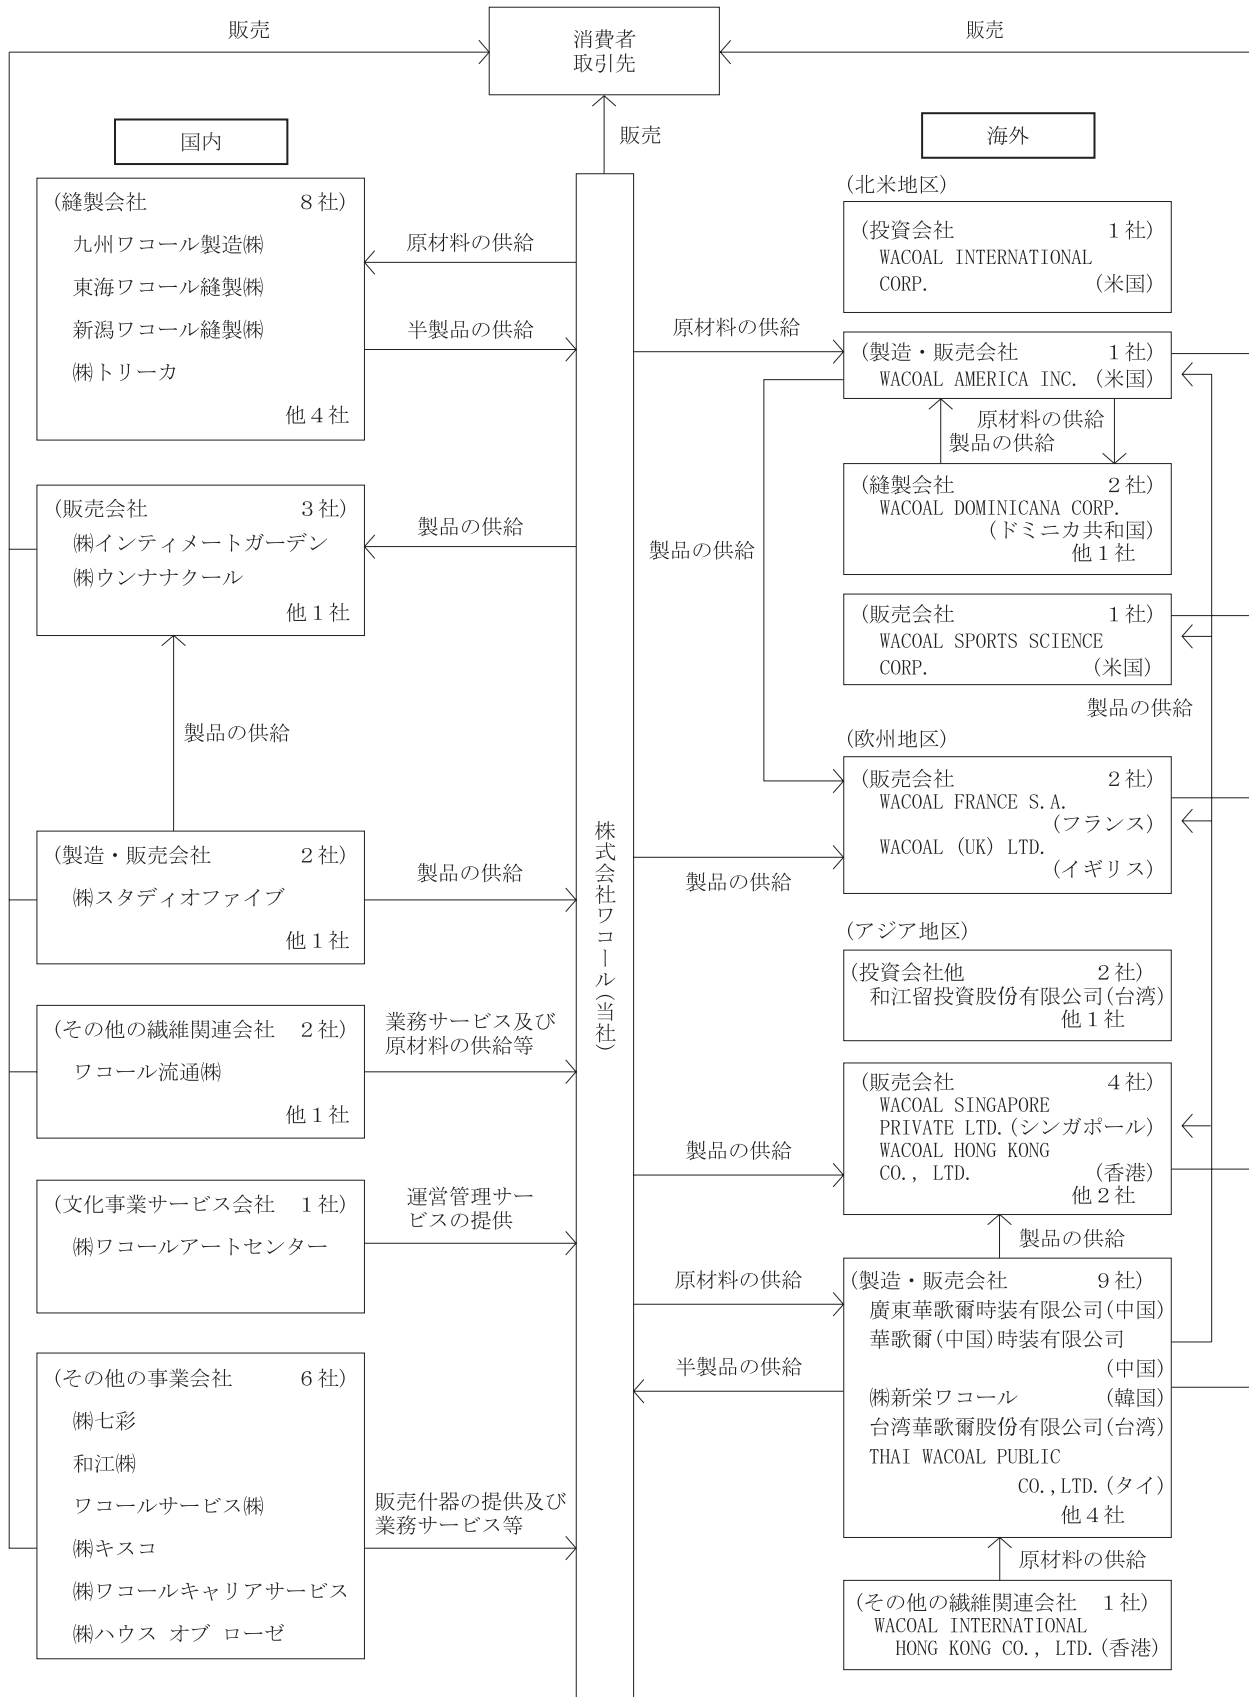 消費者
取引先
販売
販売
販売
国内
(縫製会社 8社)
九州ワコール製造㈱
東海ワコール縫製㈱
新潟ワコール縫製㈱
㈱トリーカ
他4社
原材料の供給
半製品の供給
(販売会社 3社)
㈱インティメートガーデン
㈱ウンナナクール
他1社
製品の供給
製品の供給
(製造・販売会社 2社)
㈱スタディオファイブ
他1社
製品の供給
(その他の繊維関連会社 2社)
ワコール流通㈱
他1社
業務サービス及び
原材料の供給等
(文化事業サービス会社 1社)
㈱ワコールアートセンター
運営管理サー
ビスの提供
(その他の事業会社 6社)
㈱七彩
和江㈱
ワコールサービス㈱
㈱キスコ
㈱ワコールキャリアサービス
㈱ハウス オブ ローゼ
販売什器の提供及び
業務サービス等
株式会社ワコール(当社)
海外
(北米地区)
(投資会社 1社)
WACOAL INTERNATIONAL
CORP. (米国)
原材料の供給
(製造・販売会社 1社)
WACOAL AMERICA INC. (米国)
原材料の供給
製品の供給
(縫製会社 2社)
WACOAL DOMINICANA CORP.
(ドミニカ共和国)
他1社
製品の供給
(販売会社 1社)
WACOAL SPORTS SCIENCE
CORP. (米国)
製品の供給
(欧州地区)
(販売会社 2社)
WACOAL FRANCE S.A.
(フランス)
WACOAL (UK) LTD.
(イギリス)
製品の供給
(アジア地区)
(投資会社他 2社)
和江留投資股份有限公司(台湾)
他1社
(販売会社 4社)
WACOAL SINGAPORE
PRIVATE LTD.(シンガポール)
WACOAL HONG KONG
CO., LTD. (香港)
他2社
製品の供給
製品の供給
原材料の供給
(製造・販売会社 9社)
廣東華歌爾時装有限公司(中国)
華歌爾(中国)時装有限公司
(中国)
㈱新栄ワコール (韓国)
台湾華歌爾股份有限公司(台湾)
THAI WACOAL PUBLIC
CO.,LTD.(タイ)
他4社
半製品の供給
原材料の供給
(その他の繊維関連会社 1社)
WACOAL INTERNATIONAL
HONG KONG CO., LTD.(香港)